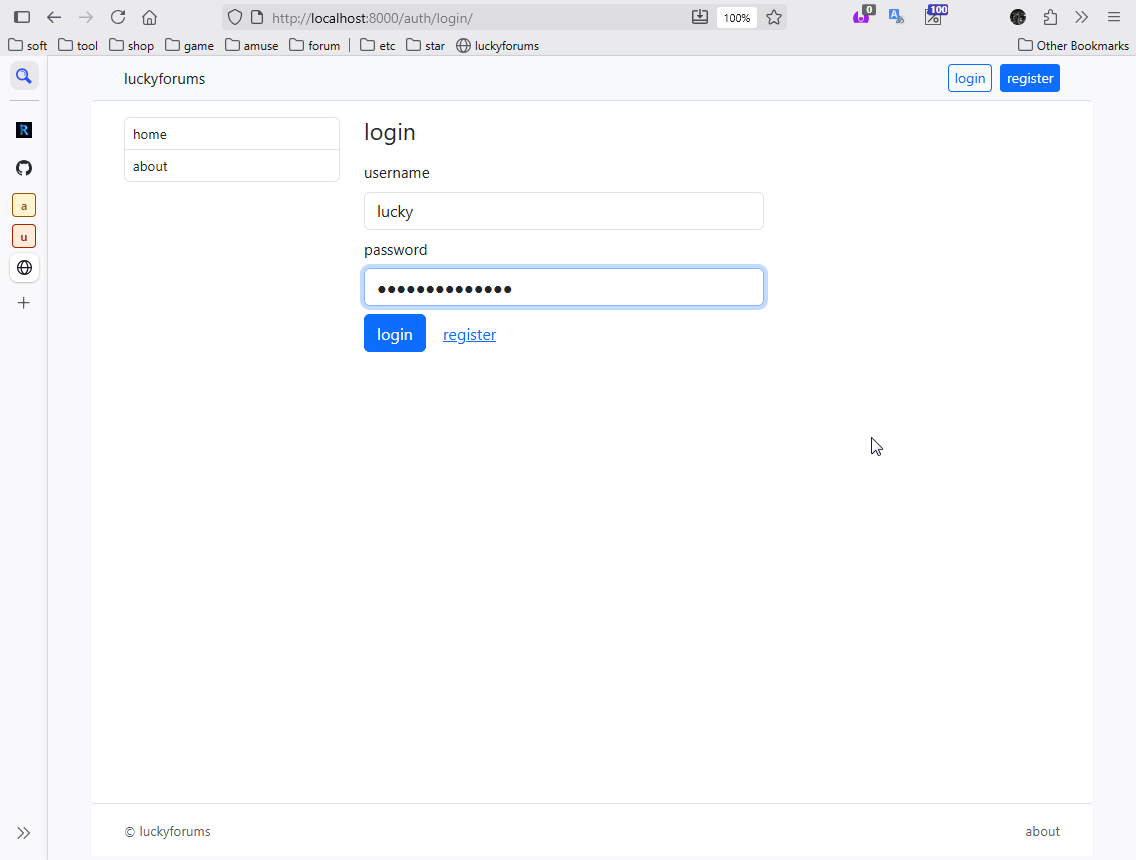 http://localhost:8000/auth/login/ 100% 0 100
soft tool shop game amuse forum etc star luckyforums Other Bookmarks
luckyforums login register
R
a
u
home
about
login
username
lucky
password
login register
© luckyforums about